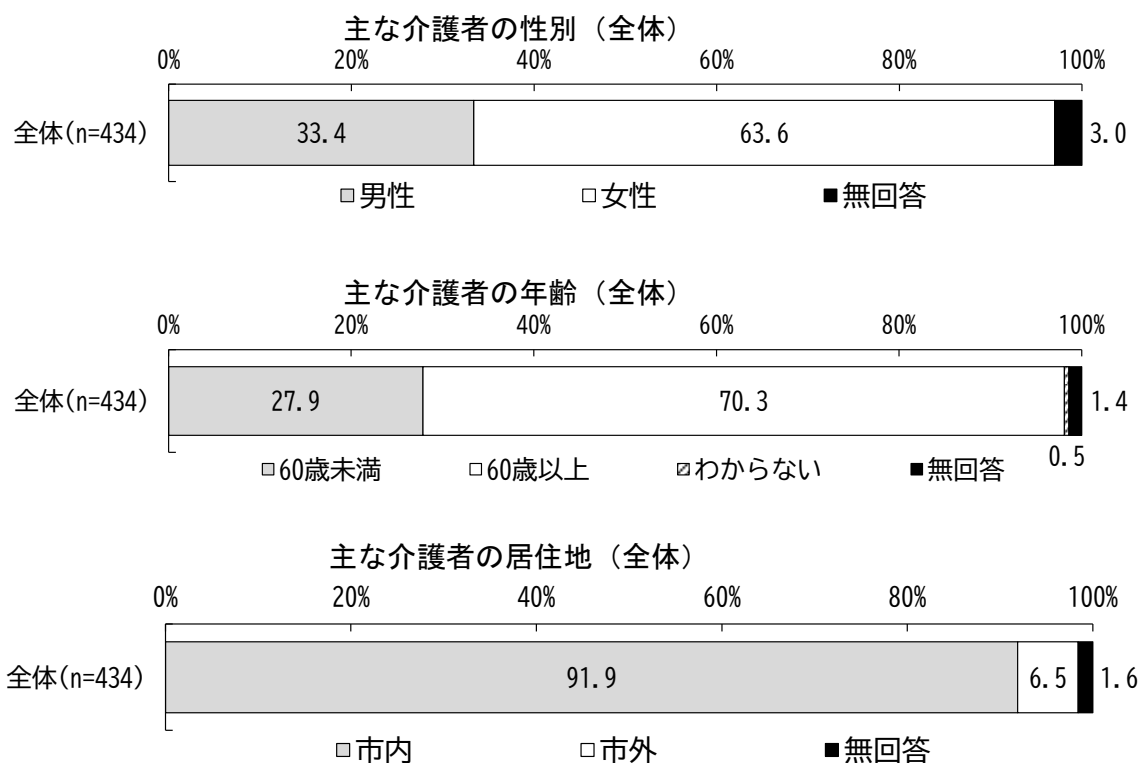 主な介護者の性別（全体）
0% 20% 40% 60% 80% 100%
全体(n=434) 33.4 63.6 3.0
男性 女性 無回答
主な介護者の年齢（全体）
0% 20% 40% 60% 80% 100%
全体(n=434) 27.9 70.3 1.4
0.5
60歳未満 60歳以上 わからない 無回答
主な介護者の居住地（全体）
0% 20% 40% 60% 80% 100%
全体(n=434) 91.9 6.5 1.6
市内 市外 無回答